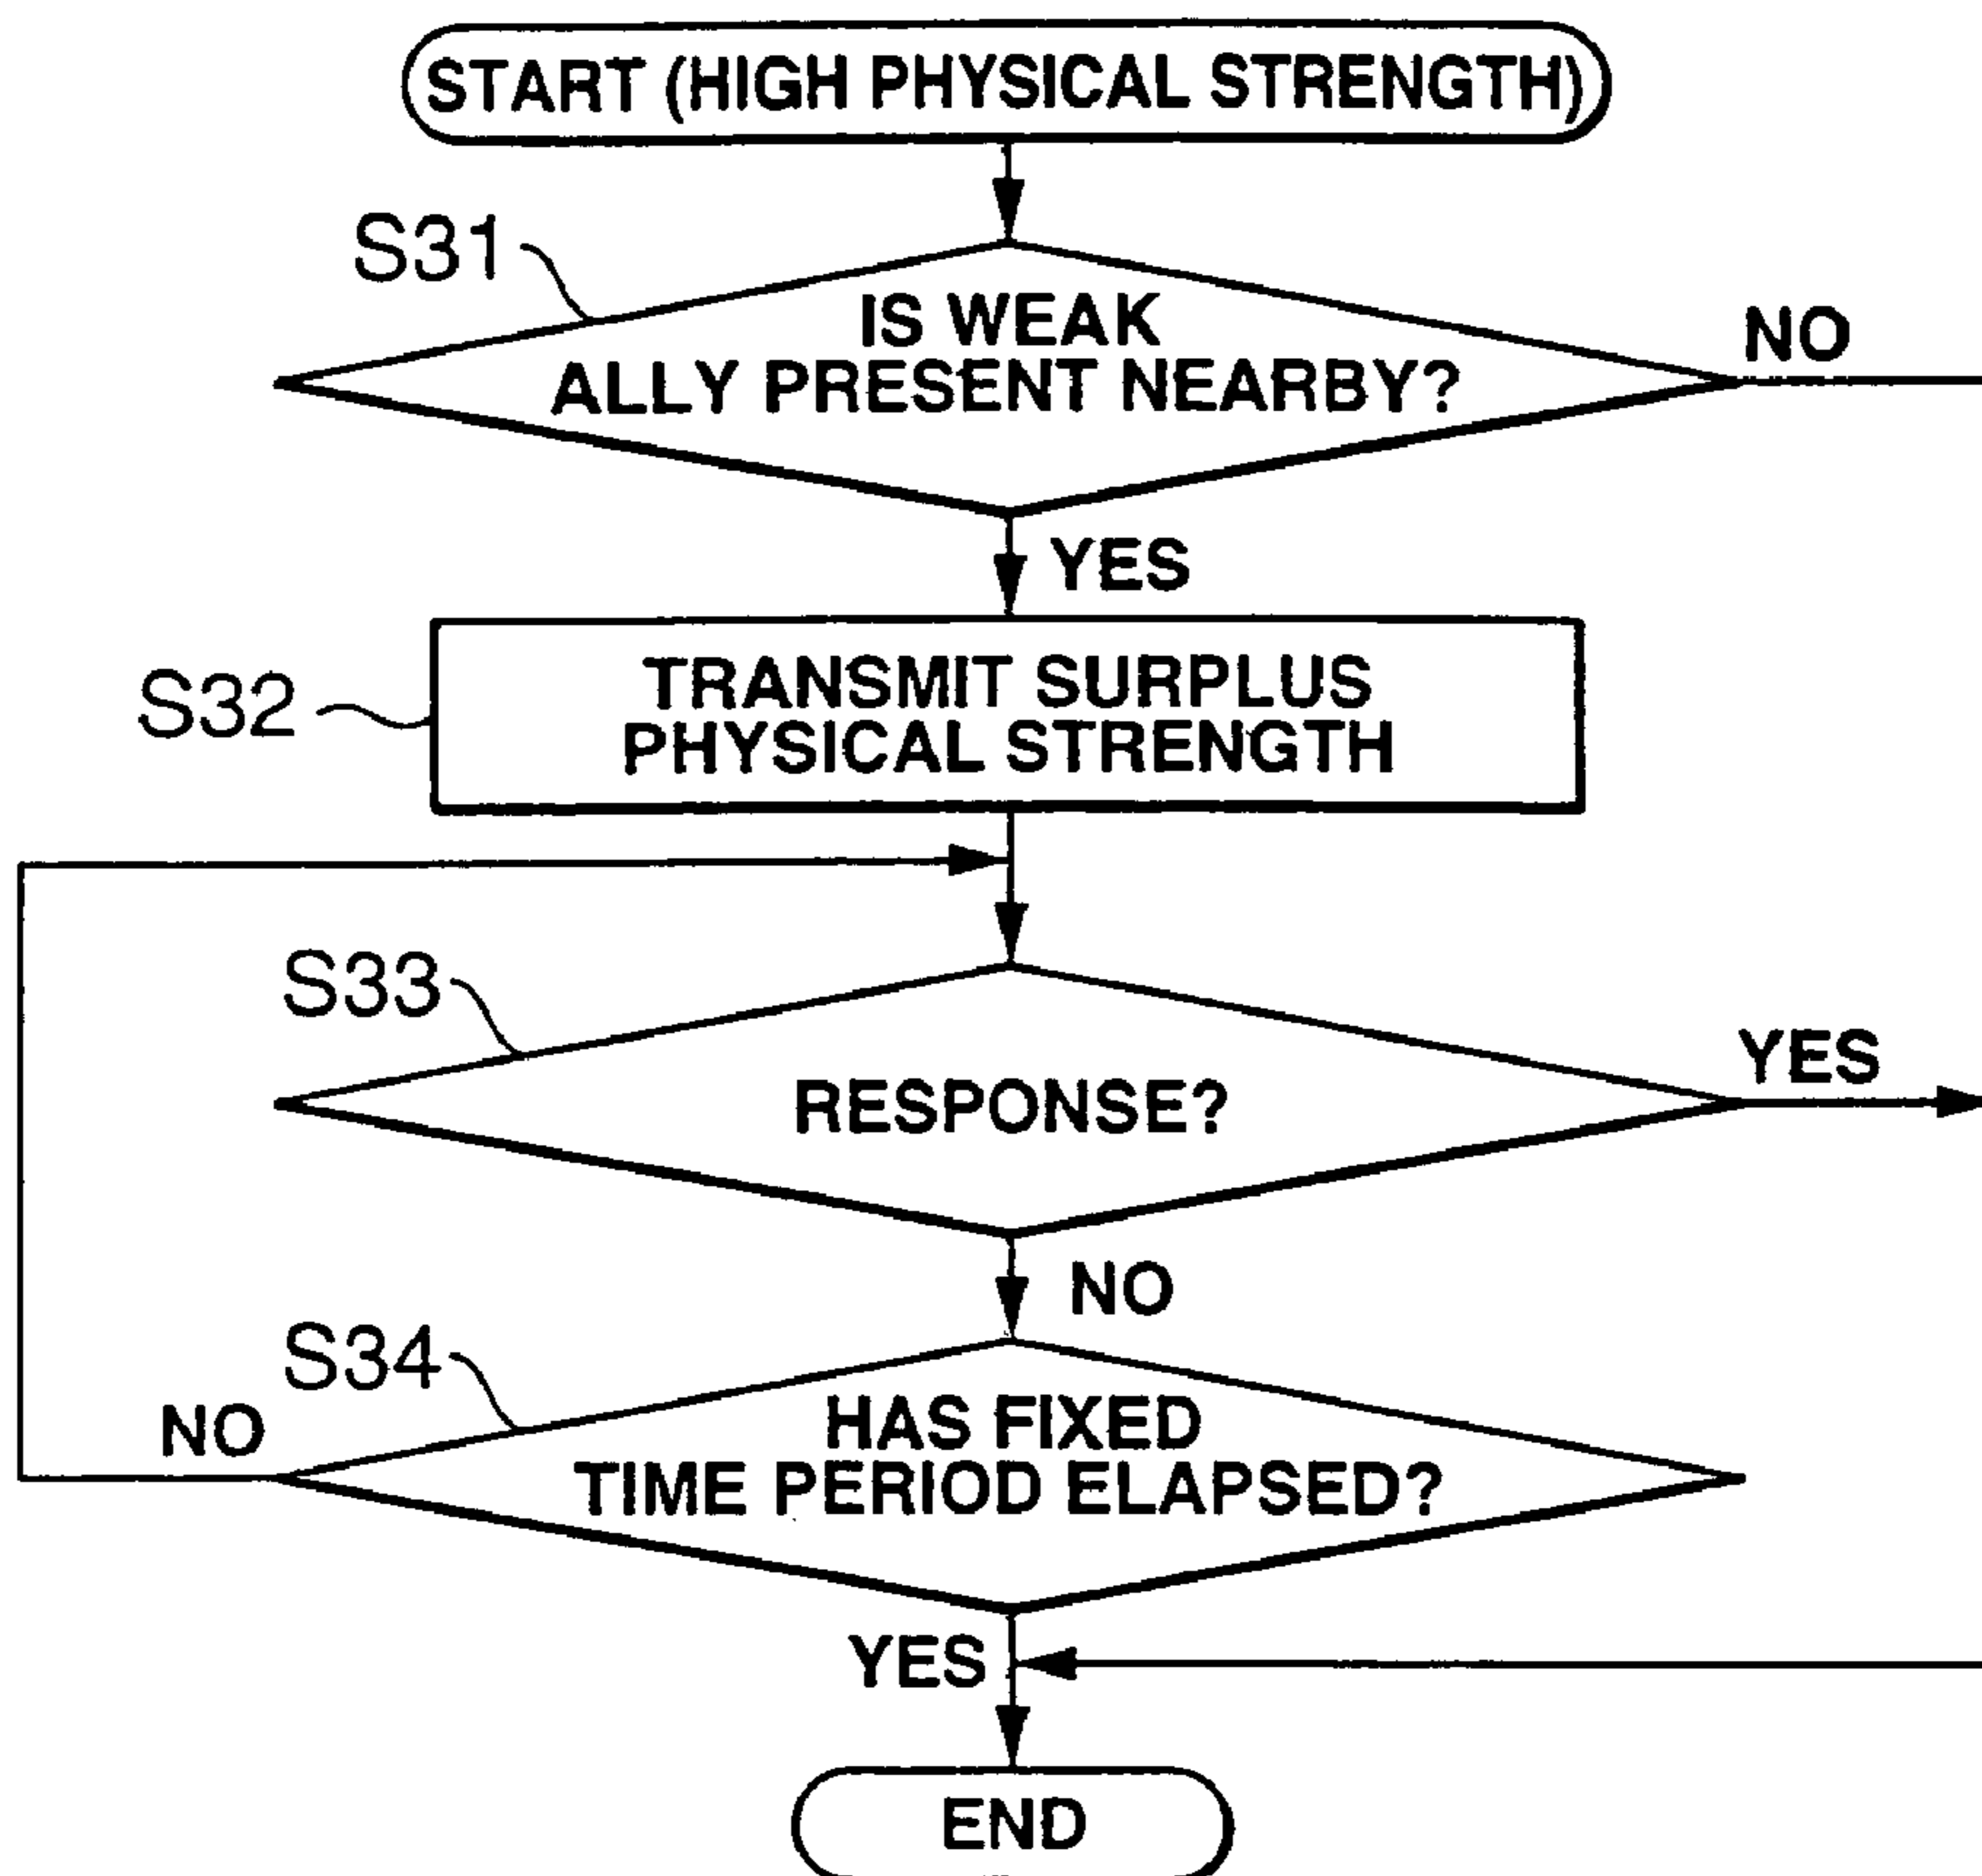 START (HIGH PHYSICAL STRENGTH)
S31
IS WEAK
ALLY PRESENT NEARBY?
NO
YES
S32
TRANSMIT SURPLUS
PHYSICAL STRENGTH
S33
RESPONSE?
YES
NO
S34
NO
HAS FIXED
TIME PERIOD ELAPSED?
YES
END